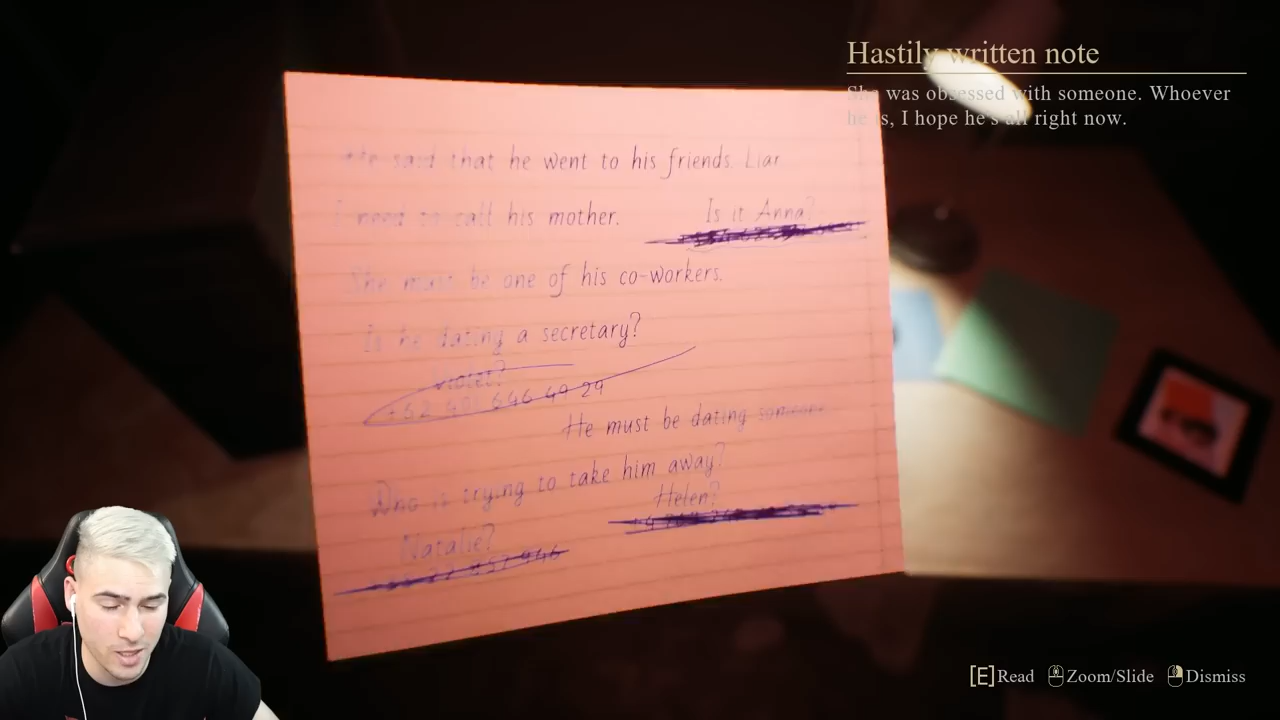 Hastily written note
She was obsessed with someone. Whoever
he is, I hope he's all right now.
He said that he went to his friends. Liar
I need to call his mother.
Is it Anna?
She must be one of his co-workers.
Is he dating a secretary?
Violet?
+52 401 646 49 29
He must be dating someone
Who is trying to take him away?
Helen?
Natalie?
[E]Read Zoom/Slide Dismiss